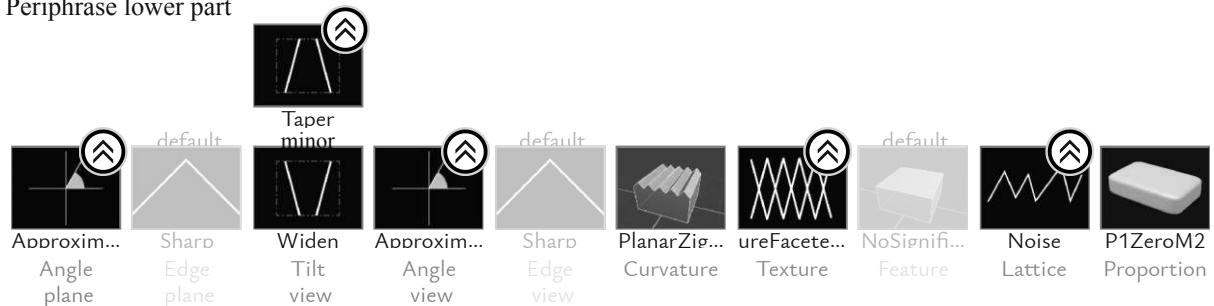 Periphrase lower part
Taper
default minor default default
Approxim... Sharp Widen Approxim... Sharp PlanarZig... ureFacete... NoSignifi... Noise P1ZeroM2
Angle Edge Tilt Angle Edge Curvature Texture Feature Lattice Proportion
plane plane view view view